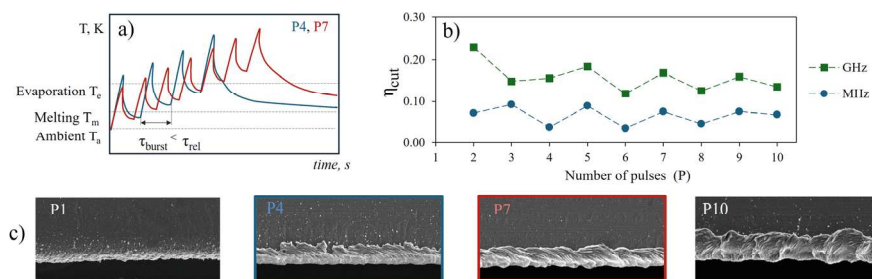 T, K
a)
P4, P7
Evaporation Te
Melting Tm
Ambient Ta
τburst < τrel
time, s
b)
ηcut
0.30
0.20
0.10
0.00
1 2 3 4 5 6 7 8 9 10
Number of pulses (P)
GHz
MHz
c)
P1
P4
P7
P10